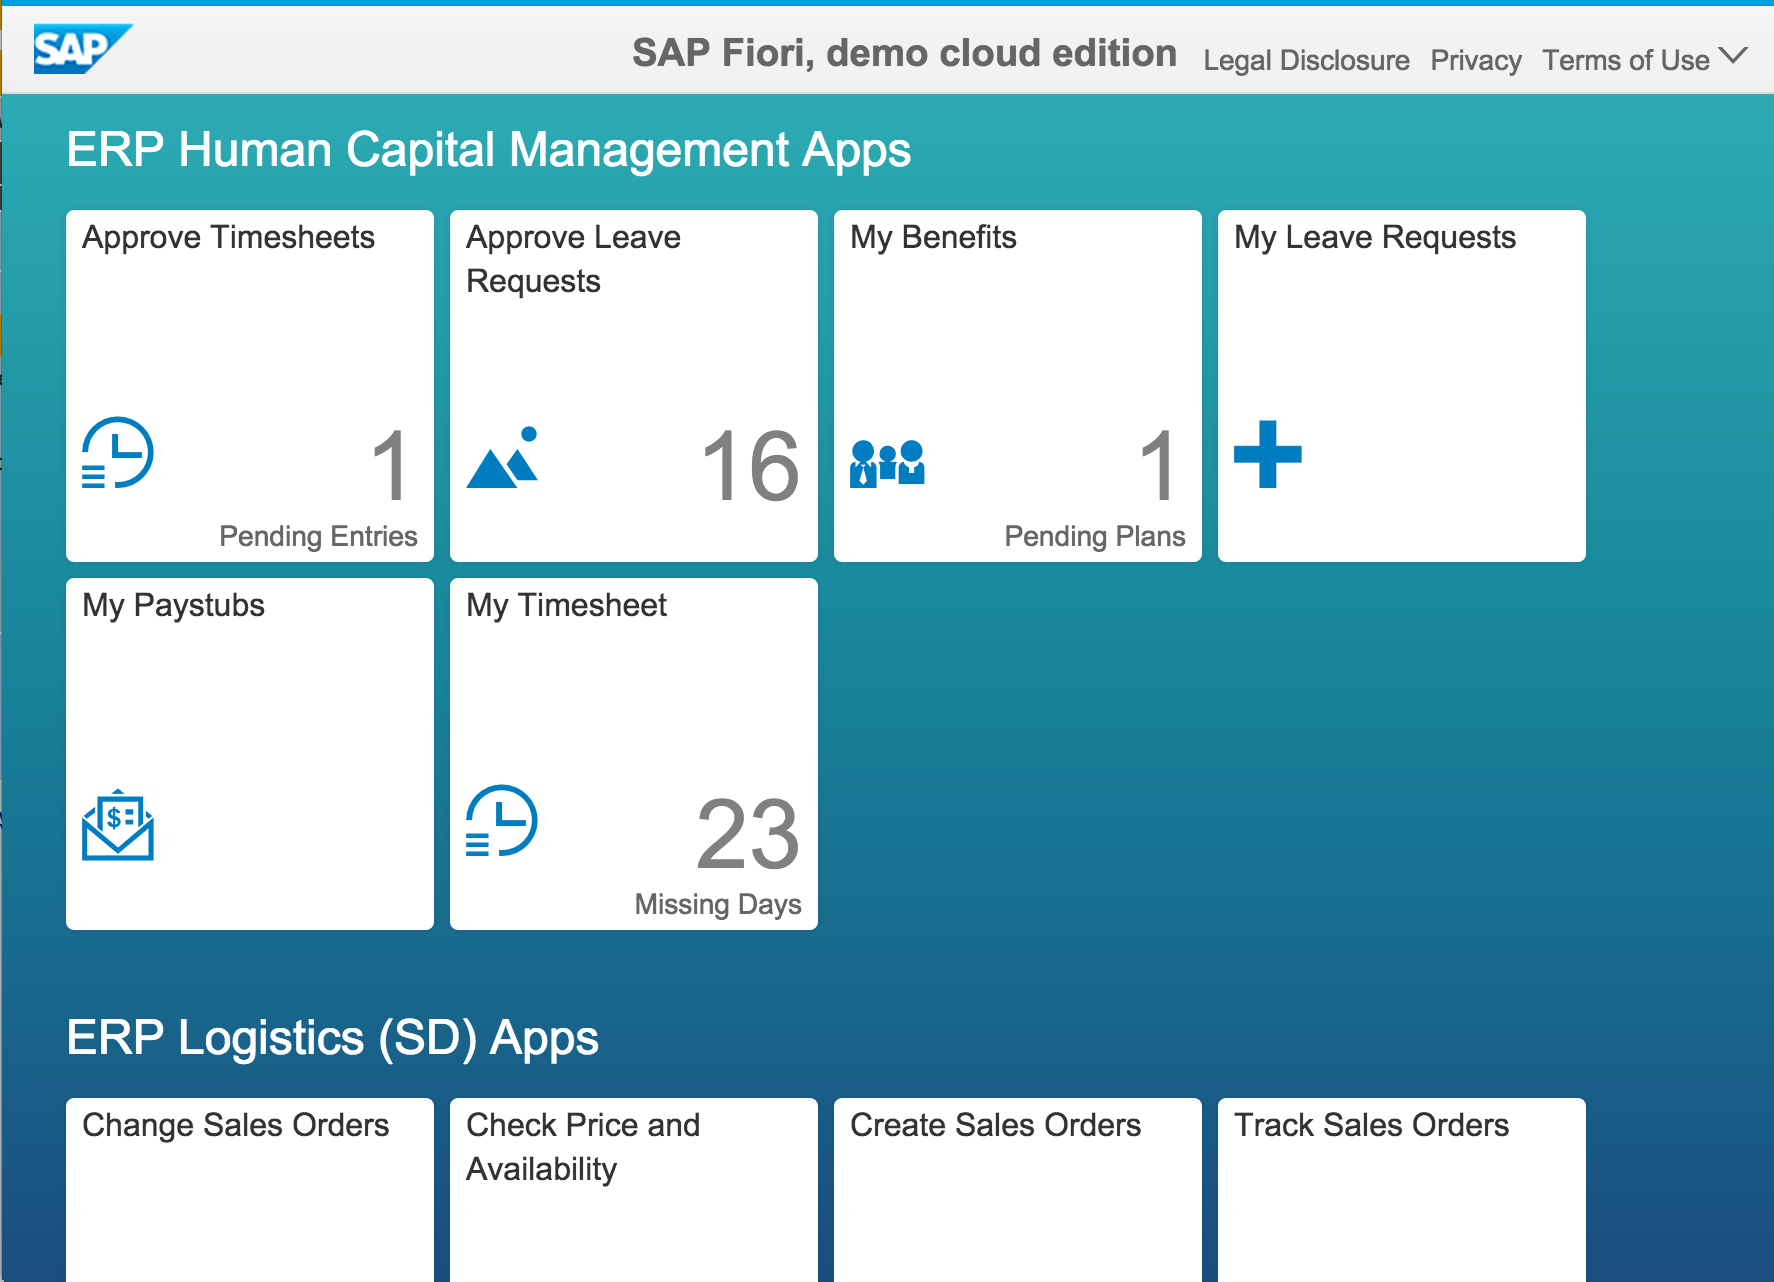 SAP
SAP Fiori, demo cloud edition
Legal Disclosure Privacy Terms of Use
ERP Human Capital Management Apps
Approve Timesheets
1
Pending Entries
Approve Leave
Requests
16
My Benefits
1
Pending Plans
My Leave Requests
My Paystubs
$
My Timesheet
23
Missing Days
ERP Logistics (SD) Apps
Change Sales Orders
Check Price and
Availability
Create Sales Orders
Track Sales Orders